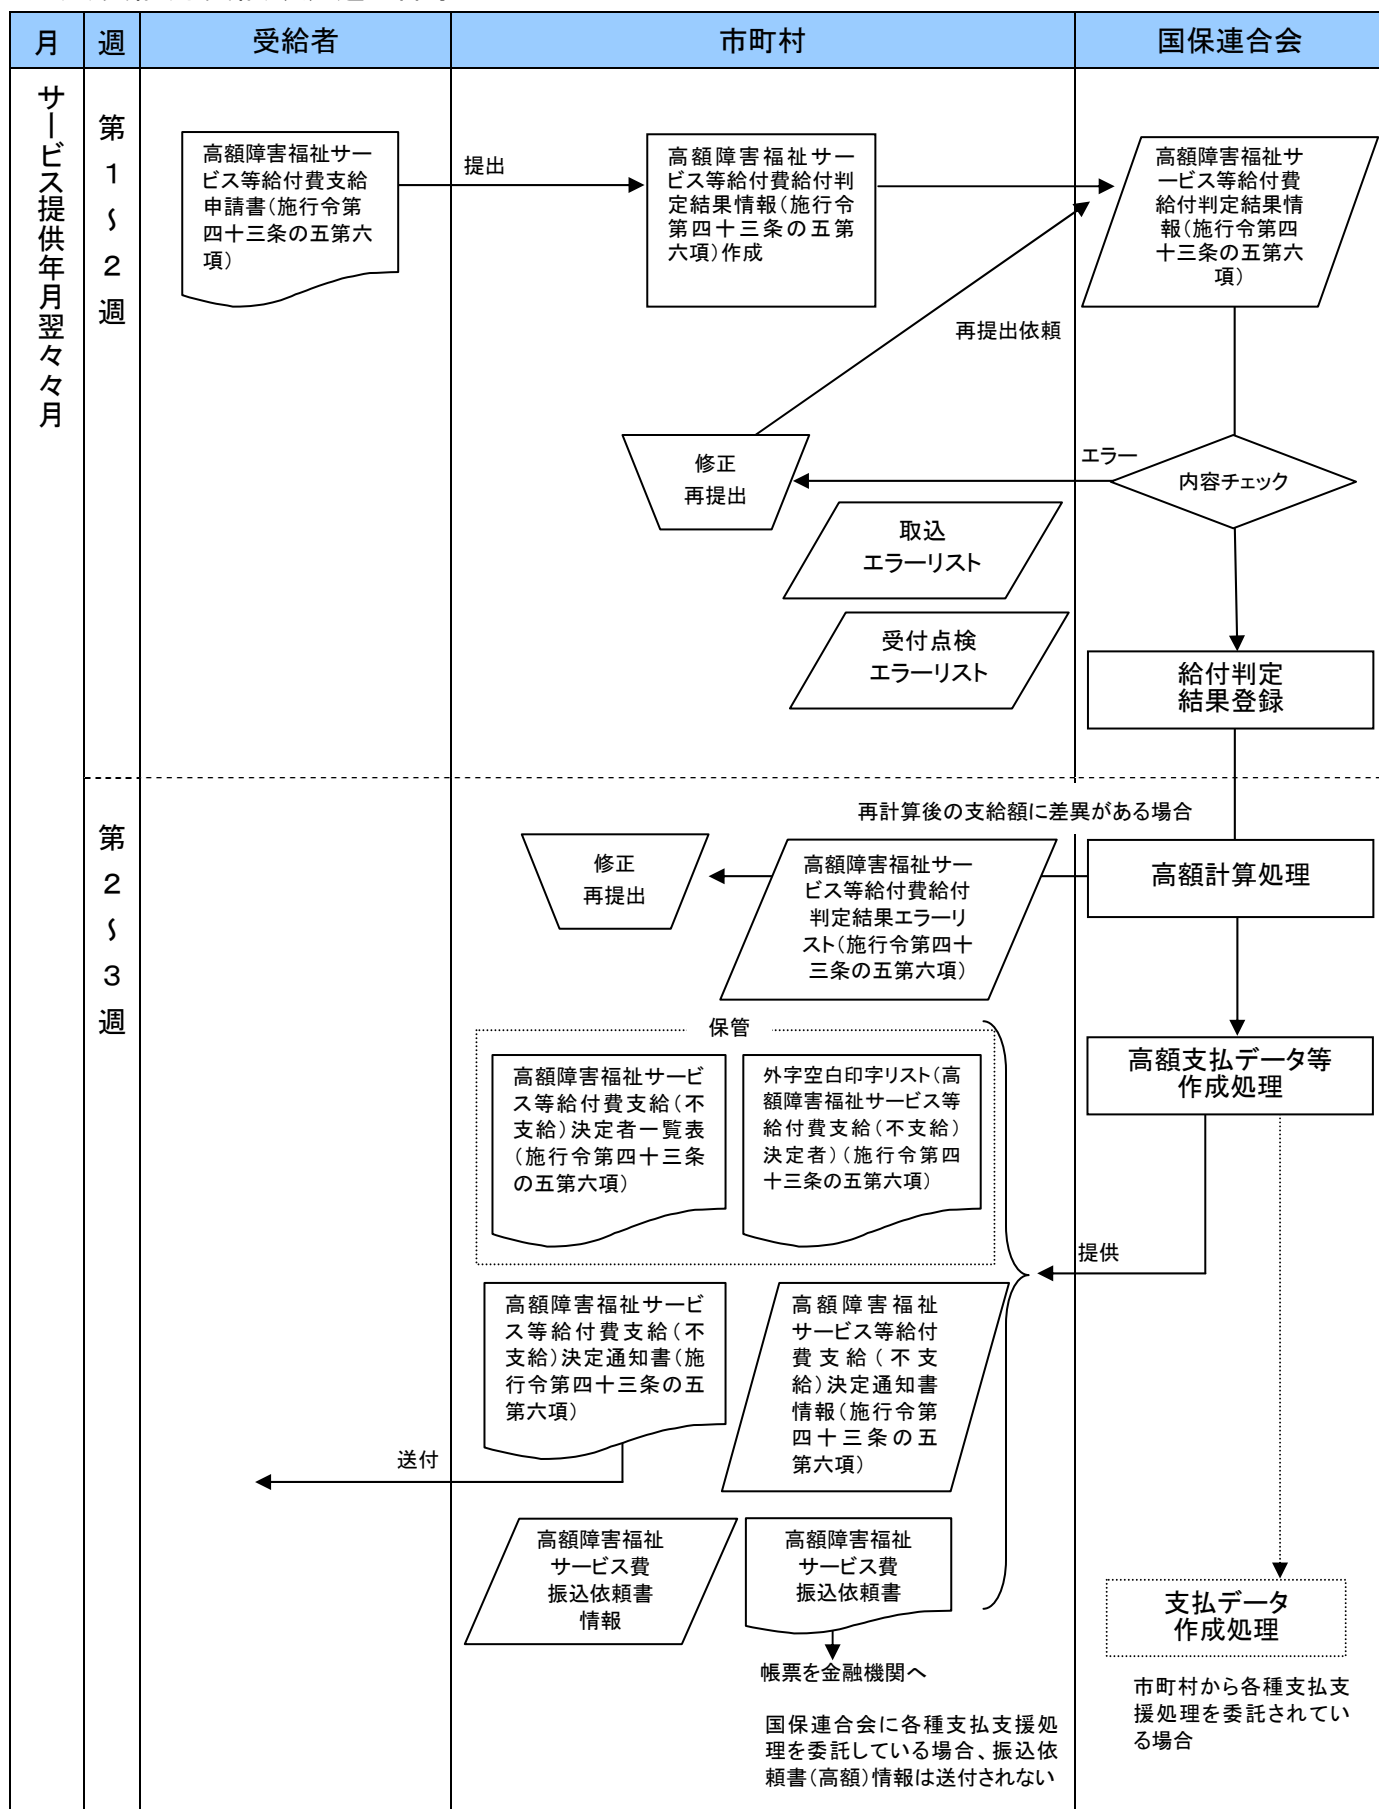 月
週
受給者
市町村
国保連合会
サービス提供年月翌々々月
第
1
~
2
週
高額障害福祉サー
ビス等給付費支給
申請書(施行令第
四十三条の五第六
項)
提出
高額障害福祉サー
ビス等給付費給付判
定結果情報(施行令
第四十三条の五第
六項)作成
高額障害福祉サ
ービス等給付費
給付判定結果情
報(施行令第四
十三条の五第六
項)
再提出依頼
修正
再提出
エラー
内容チェック
取込
エラーリスト
受付点検
エラーリスト
給付判定
結果登録
第
2
~
3
週
再計算後の支給額に差異がある場合
修正
再提出
高額障害福祉サー
ビス等給付費給付
判定結果エラーリ
スト(施行令第四十
三条の五第六項)
高額計算処理
保管
高額障害福祉サービ
ス等給付費支給(不
支給)決定者一覧表
(施行令第四十三条
の五第六項)
外字空白印字リスト(高
額障害福祉サービス等
給付費支給(不支給)
決定者)(施行令第四
十三条の五第六項)
高額支払データ等
作成処理
提供
高額障害福祉サービ
ス等給付費支給(不
支給)決定通知書(施
行令第四十三条の五
第六項)
高額障害福祉
サービス等給付
費支給(不支
給)決定通知書
情報(施行令第
四十三条の五
第六項)
送付
高額障害福祉
サービス費
振込依頼書
情報
高額障害福祉
サービス費
振込依頼書
帳票を金融機関へ
支払データ
作成処理
市町村から各種支払支
援処理を委託されてい
る場合
国保連合会に各種支払支援処
理を委託している場合、振込依
頼書(高額)情報は送付されない